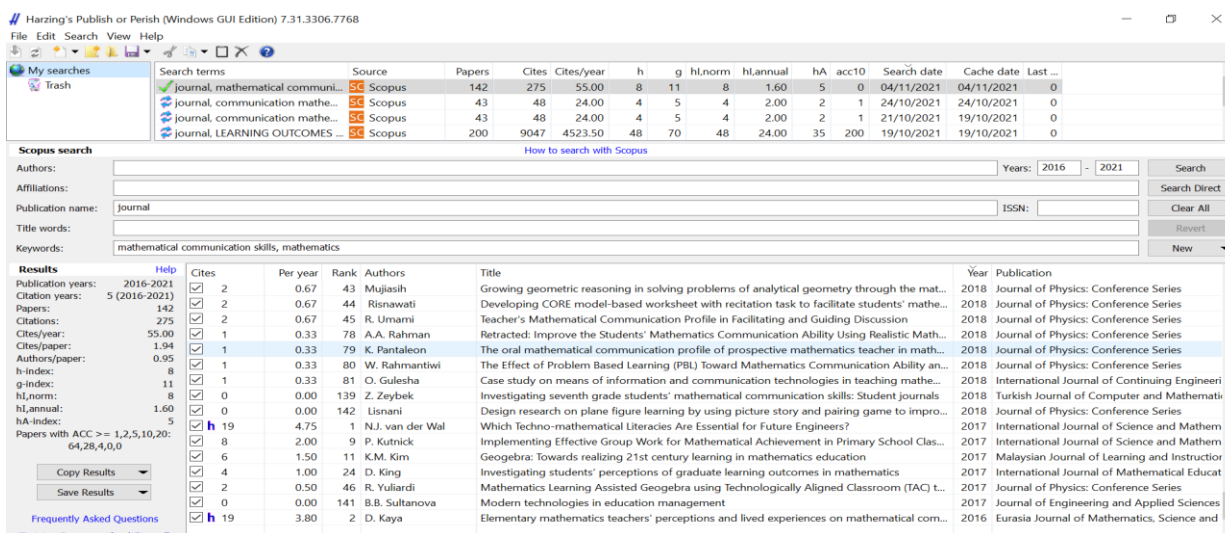 Harzing's Publish or Perish (Windows GUI Edition) 7.31.3306.7768
File Edit Search View Help
My searches
Trash
Search terms Source Papers Cites Cites/year h g hI,norm hI,annual hA acc10 Search date Cache date Last ...
journal, mathematical communi... SC Scopus 142 275 55.00 8 11 8 1.60 5 0 04/11/2021 04/11/2021 0
journal, communication mathe... SC Scopus 43 48 24.00 4 5 4 2.00 2 1 24/10/2021 24/10/2021 0
journal, communication mathe... SC Scopus 43 48 24.00 4 5 4 2.00 2 1 21/10/2021 19/10/2021 0
journal, LEARNING OUTCOMES ... SC Scopus 200 9047 4523.50 48 70 48 24.00 35 200 19/10/2021 19/10/2021 0
Scopus search How to search with Scopus
Authors: Years: 2016 - 2021 Search
Affiliations: Search Direct
Publication name: journal ISSN: Clear All
Title words: Revert
Keywords: mathematical communication skills, mathematics New
Results Help
Publication years: 2016-2021
Citation years: 5 (2016-2021)
Papers: 142
Citations: 275
Cites/year: 55.00
Cites/paper: 1.94
Authors/paper: 0.95
h-index: 8
g-index: 11
hI,norm: 8
hI,annual: 1.60
hA-index: 5
Papers with ACC >= 1,2,5,10,20:
64,28,4,0,0
Copy Results
Save Results
Frequently Asked Questions
Cites Per year Rank Authors Title Year Publication
2 0.67 43 Mujiasih Growing geometric reasoning in solving problems of analytical geometry through the mat... 2018 Journal of Physics: Conference Series
2 0.67 44 Risnawati Developing CORE model-based worksheet with recitation task to facilitate students' mathe... 2018 Journal of Physics: Conference Series
2 0.67 45 R. Umami Teacher's Mathematical Communication Profile in Facilitating and Guiding Discussion 2018 Journal of Physics: Conference Series
1 0.33 78 A.A. Rahman Retracted: Improve the Students' Mathematics Communication Ability Using Realistic Math... 2018 Journal of Physics: Conference Series
1 0.33 79 K. Pantaleon The oral mathematical communication profile of prospective mathematics teacher in math... 2018 Journal of Physics: Conference Series
1 0.33 80 W. Rahmantiwi The Effect of Problem Based Learning (PBL) Toward Mathematics Communication Ability an... 2018 Journal of Physics: Conference Series
1 0.33 81 O. Gulesha Case study on means of information and communication technologies in teaching mathe... 2018 International Journal of Continuing Engineeri
0 0.00 139 Z. Zeybek Investigating seventh grade students' mathematical communication skills: Student journals 2018 Turkish Journal of Computer and Mathemati
0 0.00 142 Lisnani Design research on plane figure learning by using picture story and pairing game to impro... 2018 Journal of Physics: Conference Series
h 19 4.75 1 N.J. van der Wal Which Techno-mathematical Literacies Are Essential for Future Engineers? 2017 International Journal of Science and Mathem
8 2.00 9 P. Kutnick Implementing Effective Group Work for Mathematical Achievement in Primary School Clas... 2017 International Journal of Science and Mathem
6 1.50 11 K.M. Kim Geogebra: Towards realizing 21st century learning in mathematics education 2017 Malaysian Journal of Learning and Instruction
4 1.00 24 D. King Investigating students' perceptions of graduate learning outcomes in mathematics 2017 International Journal of Mathematical Educat
2 0.50 46 R. Yuliardi Mathematics Learning Assisted Geogebra using Technologically Aligned Classroom (TAC) t... 2017 Journal of Physics: Conference Series
0 0.00 141 B.B. Sultanova Modern technologies in education management 2017 Journal of Engineering and Applied Sciences
h 19 3.80 2 D. Kaya Elementary mathematics teachers' perceptions and lived experiences on mathematical com... 2016 Eurasia Journal of Mathematics, Science and